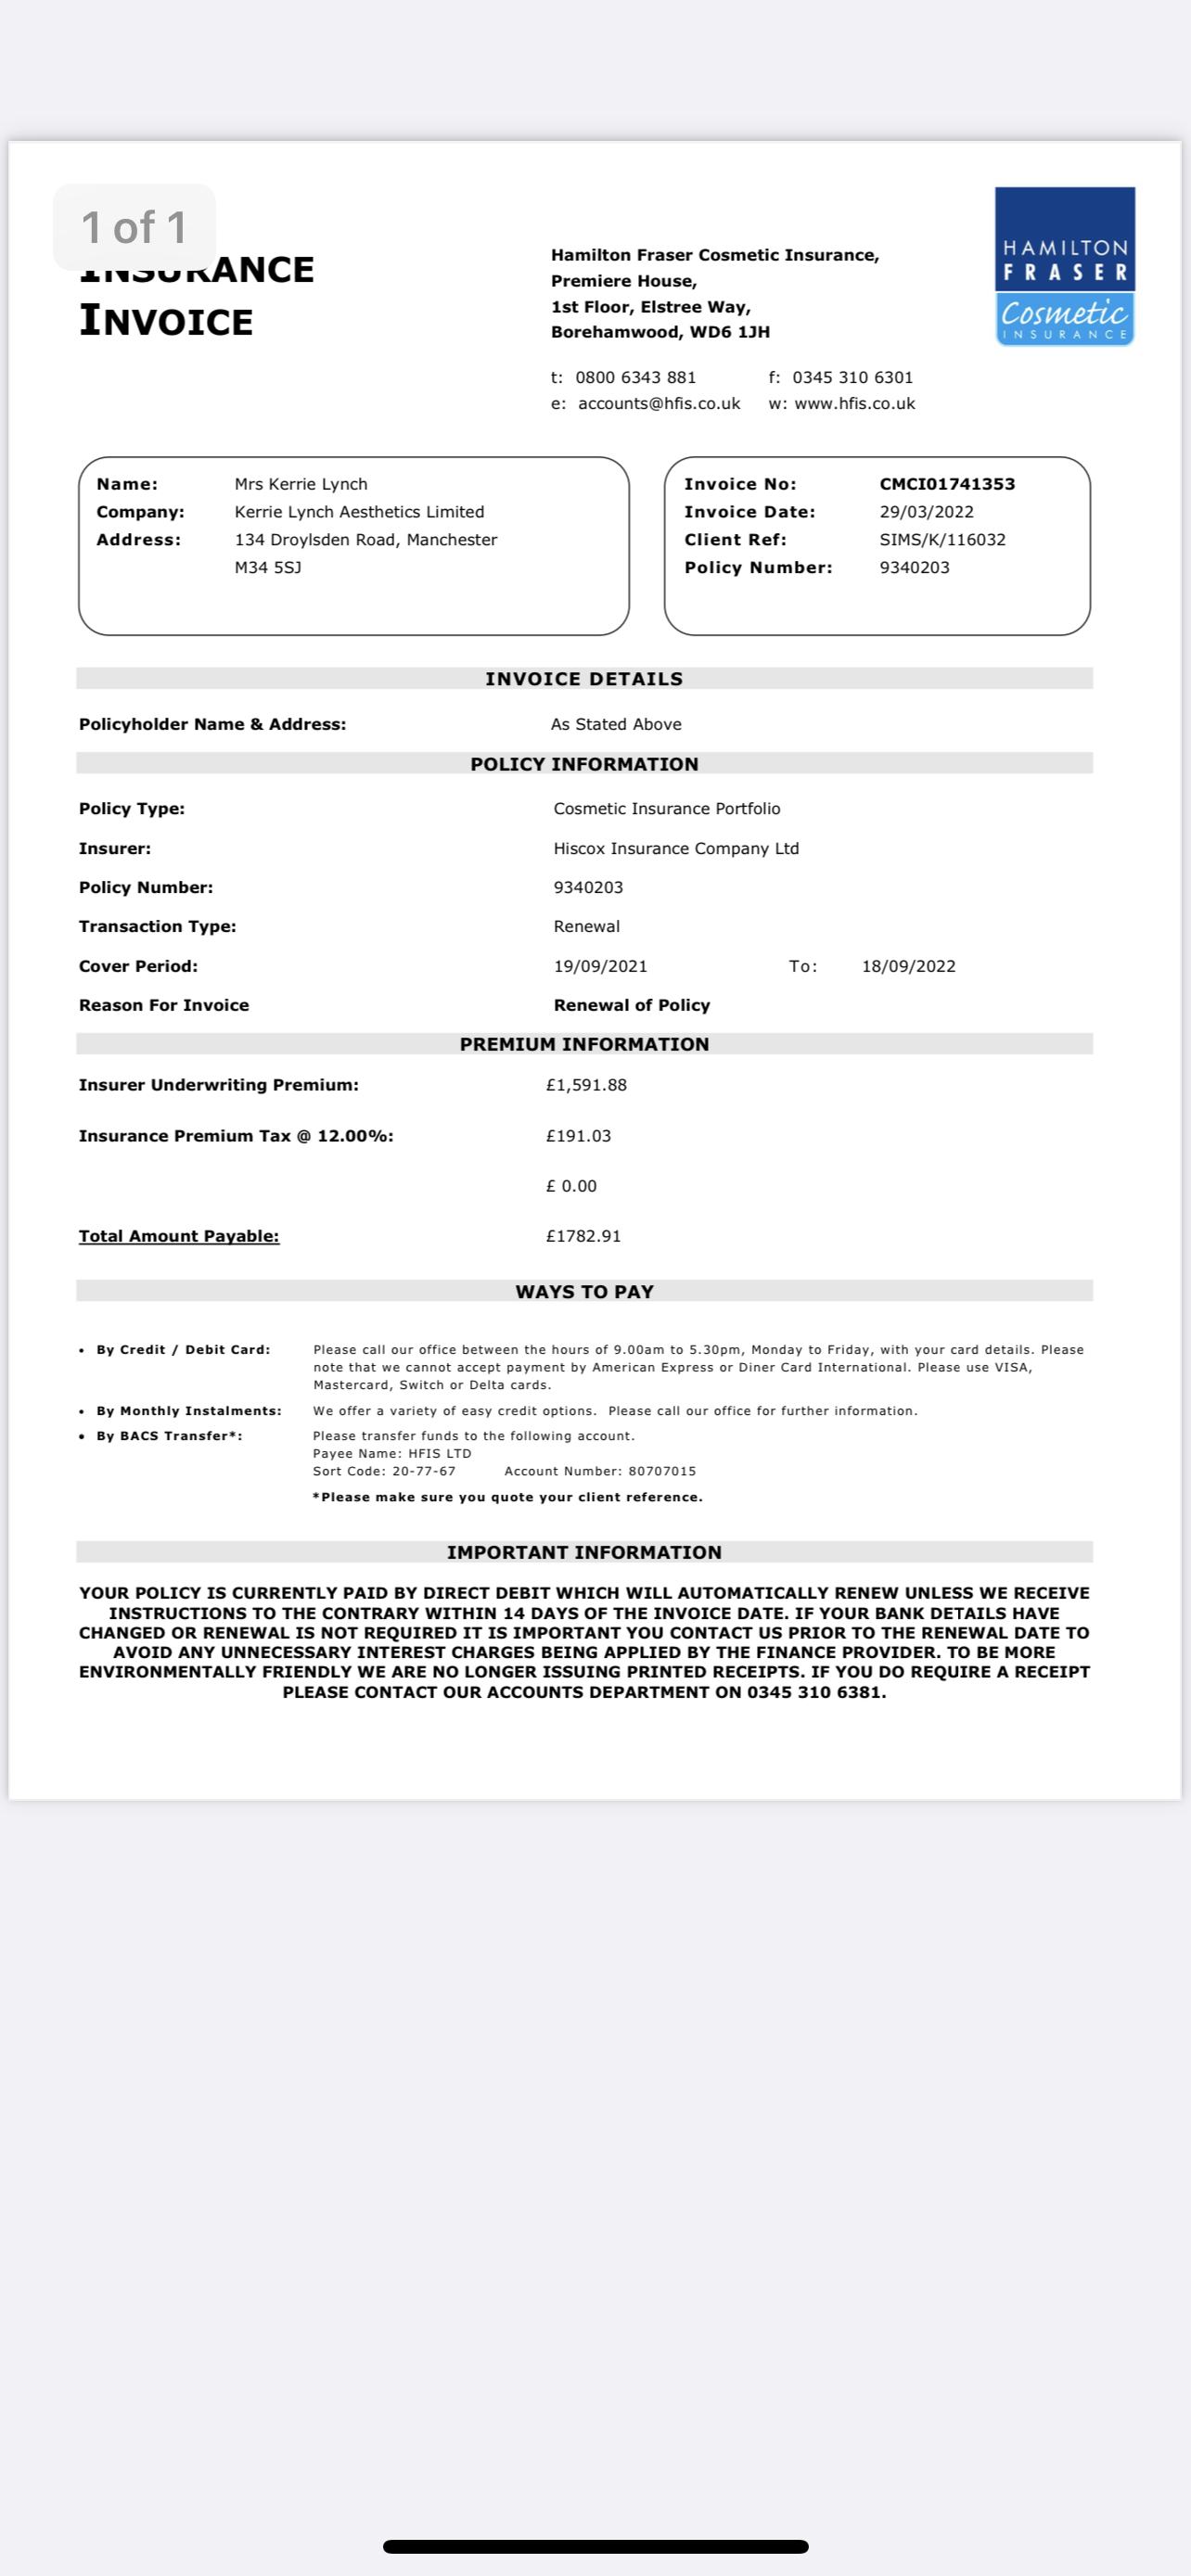 1 of 1
INSURANCE
INVOICE
Hamilton Fraser Cosmetic Insurance,
Premiere House,
1st Floor, Elstree Way,
Borehamwood, WD6 1JH
t: 0800 6343 881 f: 0345 310 6301
e: accounts@hfis.co.uk w: www.hfis.co.uk
HAMILTON
FRASER
Cosmetic
INSURANCE
Name: Mrs Kerrie Lynch
Company: Kerrie Lynch Aesthetics Limited
Address: 134 Droylsden Road, Manchester
M34 5SJ
Invoice No: CMCI01741353
Invoice Date: 29/03/2022
Client Ref: SIMS/K/116032
Policy Number: 9340203
INVOICE DETAILS
Policyholder Name & Address: As Stated Above
POLICY INFORMATION
Policy Type: Cosmetic Insurance Portfolio
Insurer: Hiscox Insurance Company Ltd
Policy Number: 9340203
Transaction Type: Renewal
Cover Period: 19/09/2021 To: 18/09/2022
Reason For Invoice Renewal of Policy
PREMIUM INFORMATION
Insurer Underwriting Premium: £1,591.88
Insurance Premium Tax @ 12.00%: £191.03
£ 0.00
Total Amount Payable: £1782.91
WAYS TO PAY
• By Credit / Debit Card: Please call our office between the hours of 9.00am to 5.30pm, Monday to Friday, with your card details. Please
note that we cannot accept payment by American Express or Diner Card International. Please use VISA,
Mastercard, Switch or Delta cards.
• By Monthly Instalments: We offer a variety of easy credit options. Please call our office for further information.
• By BACS Transfer*: Please transfer funds to the following account.
Payee Name: HFIS LTD
Sort Code: 20-77-67 Account Number: 80707015
*Please make sure you quote your client reference.
IMPORTANT INFORMATION
YOUR POLICY IS CURRENTLY PAID BY DIRECT DEBIT WHICH WILL AUTOMATICALLY RENEW UNLESS WE RECEIVE
INSTRUCTIONS TO THE CONTRARY WITHIN 14 DAYS OF THE INVOICE DATE. IF YOUR BANK DETAILS HAVE
CHANGED OR RENEWAL IS NOT REQUIRED IT IS IMPORTANT YOU CONTACT US PRIOR TO THE RENEWAL DATE TO
AVOID ANY UNNECESSARY INTEREST CHARGES BEING APPLIED BY THE FINANCE PROVIDER. TO BE MORE
ENVIRONMENTALLY FRIENDLY WE ARE NO LONGER ISSUING PRINTED RECEIPTS. IF YOU DO REQUIRE A RECEIPT
PLEASE CONTACT OUR ACCOUNTS DEPARTMENT ON 0345 310 6381.